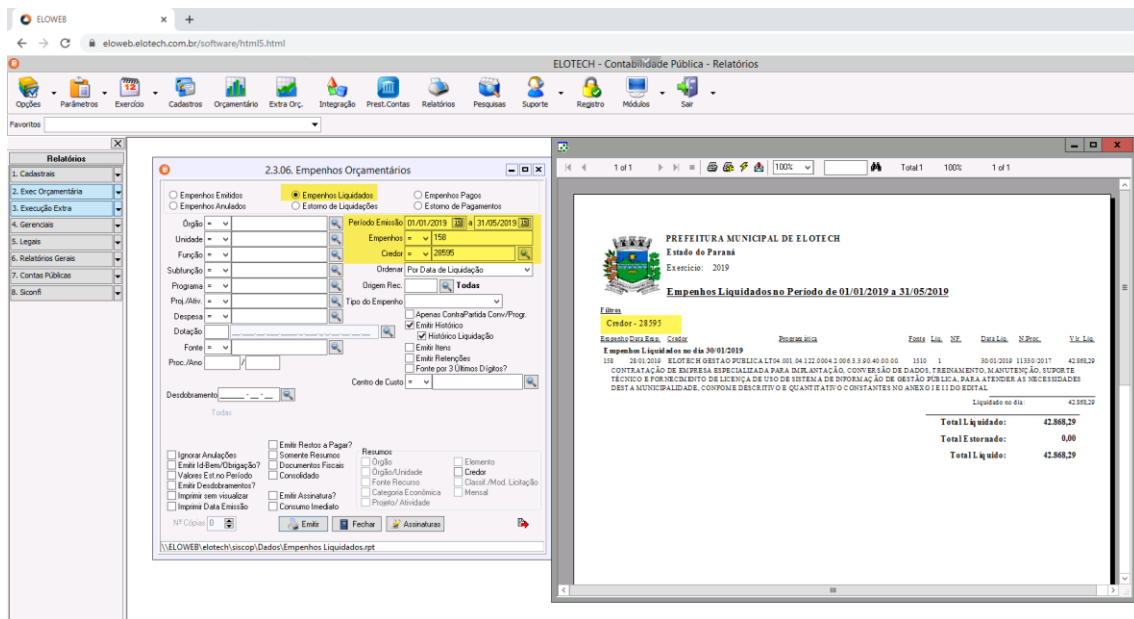 ELOWEB
eloweb.elotech.com.br/software/html5.html
ELOTECH - Contabilidade Pública - Relatórios
Opções Parâmetros Exercício Cadastros Orçamentário Extra Orç. Integração Prest.Contas Relatórios Pesquisas Suporte Registro Módulos Sair
Favoritos
Relatórios
1. Cadastrais
2. Exec Orçamentária
3. Execução Extra
4. Gerenciais
5. Legais
6. Relatórios Gerais
7. Contas Públicas
8. Siconfi
2.3.06. Empenhos Orçamentários
Empenhos Emitidos Empenhos Liquidados Empenhos Pagos
Empenhos Anulados Estorno de Liquidações Estorno de Pagamentos
Órgão = Período Emissão 01/01/2019 a 31/05/2019
Unidade = Empenhos = 158
Função = Credor = 28595
Subfunção = Ordenar Por Data de Liquidação
Programa = Origem Rec. Todas
Proj./Ativ. = Tipo do Empenho
Despesa = Apenas ContraPartida Conv/Progr.
Emitir Histórico
Dotação Histórico Liquidação
Fonte = Emitir Itens
Proc./Ano / Emitir Retenções
Fonte por 3 Últimos Dígitos?
Centro de Custo =
Desdobramento
Todas
Emitir Restos a Pagar? Resumos
Ignorar Anulações Somente Resumos Órgão Elemento
Emitir Id-Bem/Obrigação? Documentos Fiscais Órgão/Unidade Credor
Valores Est.no Período Consolidado Fonte Recurso Classif./Mod. Licitação
Emitir Desdobramentos? Categoria Econômica Mensal
Imprimir sem visualizar Emitir Assinatura? Projeto/ Atividade
Imprimir Data Emissão Consumo Imediato
Nº Cópias 0 Emitir Fechar Assinaturas
\\ELOWEB\elotech\siscop\Dados\Empenhos Liquidados.rpt
1 of 1 100% Total:1 100% 1 of 1
PREFEITURA MUNICIPAL DE ELOTECH
Estado do Paraná
Exercício: 2019
Empenhos Liquidados no Período de 01/01/2019 a 31/05/2019
Filtros
Credor - 28595
Empenho Data Emis. Credor Programática Fonte Liq. NF. Data Liq. N.Proc. Vlr. Liq.
Empenhos Liquidados no dia 30/01/2019
158 28/01/2019 ELOTECH GESTAO PUBLICA LT 04.001.04.122.0004.2.006.3.3.90.40.00.00. 1510 1 30/01/2019 11330/2017 42.868,29
CONTRATAÇÃO DE EMPRESA ESPECIALIZADA PARA IMPLANTAÇÃO, CONVERSÃO DE DADOS, TREINAMENTO, MANUTENÇÃO, SUPORTE
TÉCNICO E FORNECIMENTO DE LICENÇA DE USO DE SISTEMA DE INFORMAÇÃO DE GESTÃO PÚBLICA, PARA ATENDER AS NECESSIDADES
DESTA MUNICIPALIDADE, CONFOME DESCRITIVO E QUANTITATIVO CONSTANTES NO ANEXO I E II DO EDITAL
Liquidado no dia: 42.868,29
Total Liquidado: 42.868,29
Total Estornado: 0,00
Total Líquido: 42.868,29